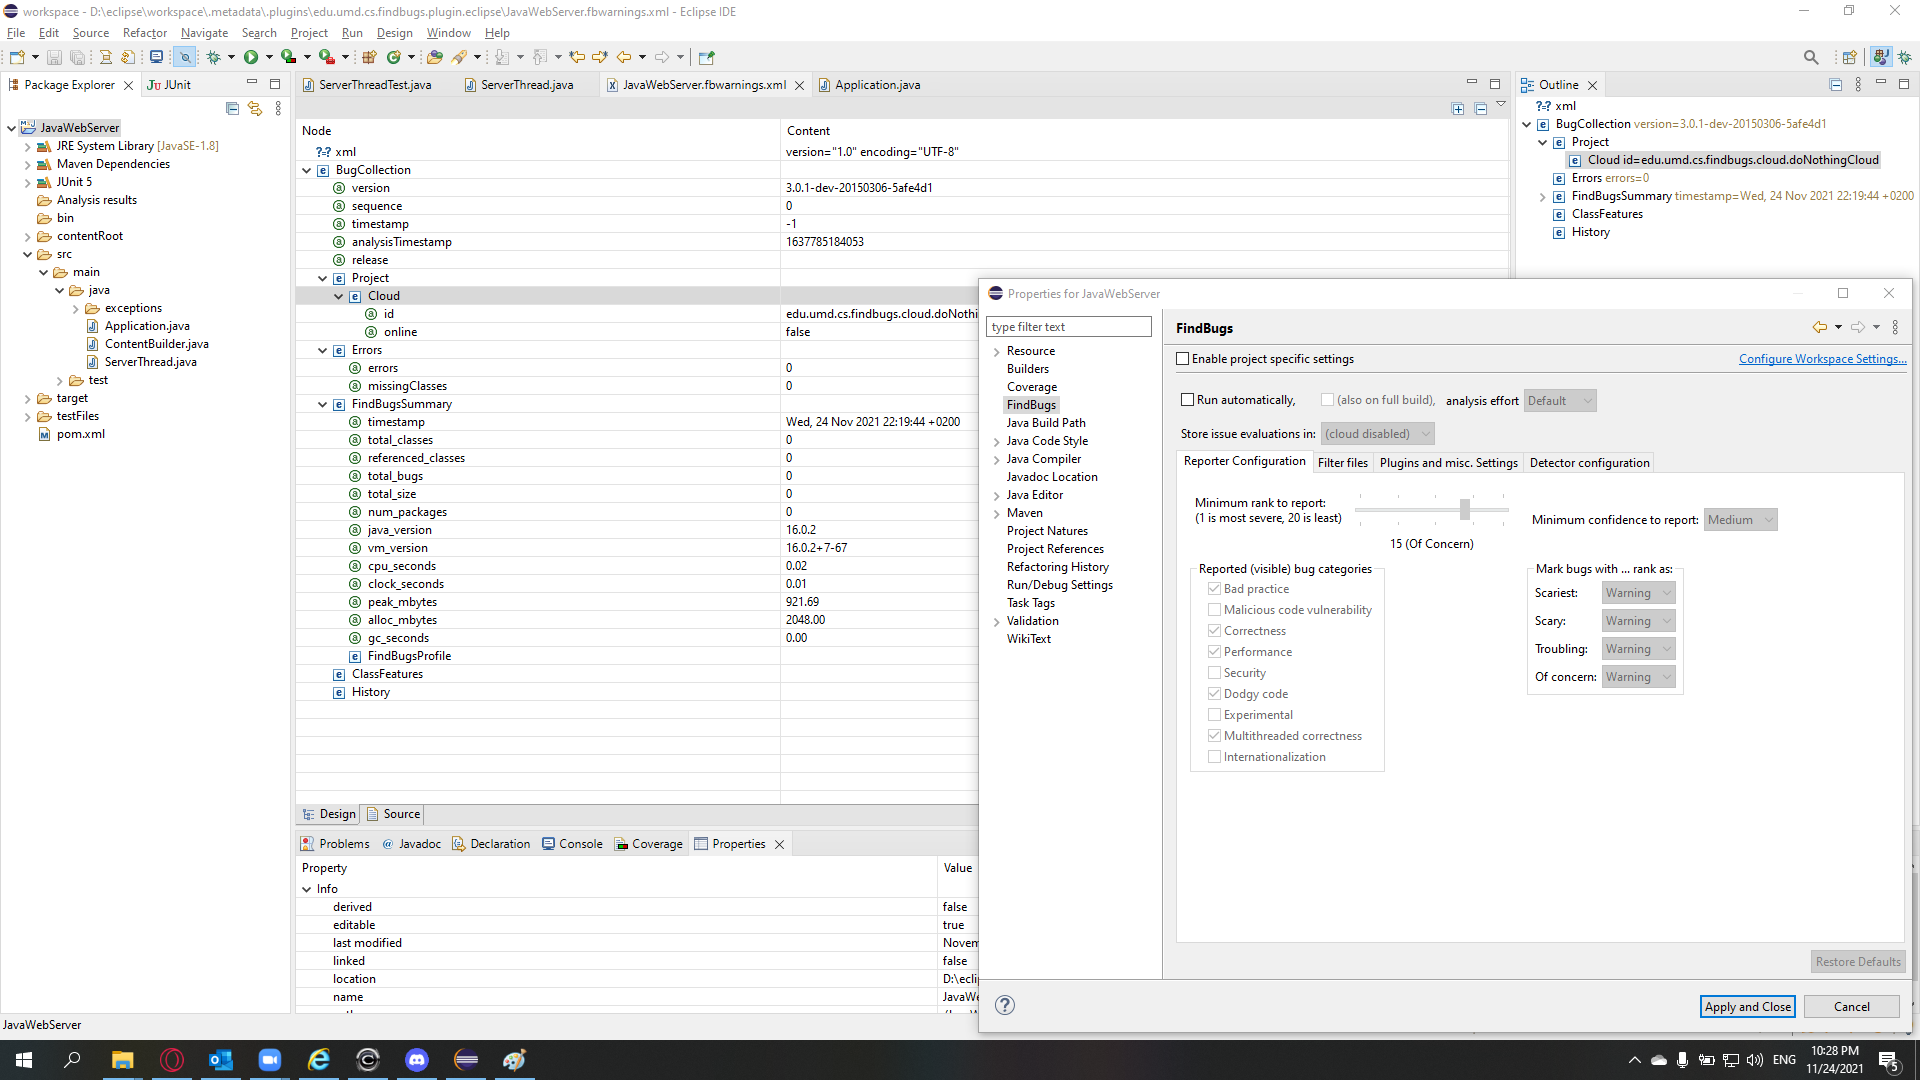 workspace - D:\eclipse\workspace\.metadata\.plugins\edu.umd.cs.findbugs.plugin.eclipse\JavaWebServer.fbwarnings.xml - Eclipse IDE
File Edit Source Refactor Navigate Search Project Run Design Window Help
Package Explorer JUnit
JavaWebServer
JRE System Library [JavaSE-1.8]
Maven Dependencies
JUnit 5
Analysis results
bin
contentRoot
src
main
java
exceptions
Application.java
ContentBuilder.java
ServerThread.java
test
target
testFiles
pom.xml
ServerThreadTest.java ServerThread.java JavaWebServer.fbwarnings.xml Application.java
Node Content
xml version="1.0" encoding="UTF-8"
BugCollection
version 3.0.1-dev-20150306-5afe4d1
sequence 0
timestamp -1
analysisTimestamp 1637785184053
release
Project
Cloud
id edu.umd.cs.findbugs.cloud.doNothin
online false
Errors
errors 0
missingClasses 0
FindBugsSummary
timestamp Wed, 24 Nov 2021 22:19:44 +0200
total_classes 0
referenced_classes 0
total_bugs 0
total_size 0
num_packages 0
java_version 16.0.2
vm_version 16.0.2+7-67
cpu_seconds 0.02
clock_seconds 0.01
peak_mbytes 921.69
alloc_mbytes 2048.00
gc_seconds 0.00
FindBugsProfile
ClassFeatures
History
Design Source
Problems Javadoc Declaration Console Coverage Properties
Property Value
Info
derived false
editable true
last modified Novem
linked false
location D:\ecli
name JavaWe
Outline
xml
BugCollection version=3.0.1-dev-20150306-5afe4d1
Project
Cloud id=edu.umd.cs.findbugs.cloud.doNothingCloud
Errors errors=0
FindBugsSummary timestamp=Wed, 24 Nov 2021 22:19:44 +0200
ClassFeatures
History
Properties for JavaWebServer
type filter text
Resource
Builders
Coverage
FindBugs
Java Build Path
Java Code Style
Java Compiler
Javadoc Location
Java Editor
Maven
Project Natures
Project References
Refactoring History
Run/Debug Settings
Task Tags
Validation
WikiText
FindBugs
Enable project specific settings Configure Workspace Settings...
Run automatically, (also on full build), analysis effort Default
Store issue evaluations in: (cloud disabled)
Reporter Configuration Filter files Plugins and misc. Settings Detector configuration
Minimum rank to report:
(1 is most severe, 20 is least)
15 (Of Concern)
Minimum confidence to report: Medium
Reported (visible) bug categories
Bad practice
Malicious code vulnerability
Correctness
Performance
Security
Dodgy code
Experimental
Multithreaded correctness
Internationalization
Mark bugs with ... rank as:
Scariest: Warning
Scary: Warning
Troubling: Warning
Of concern: Warning
Restore Defaults
Apply and Close Cancel
JavaWebServer
ENG
10:28 PM
11/24/2021
5